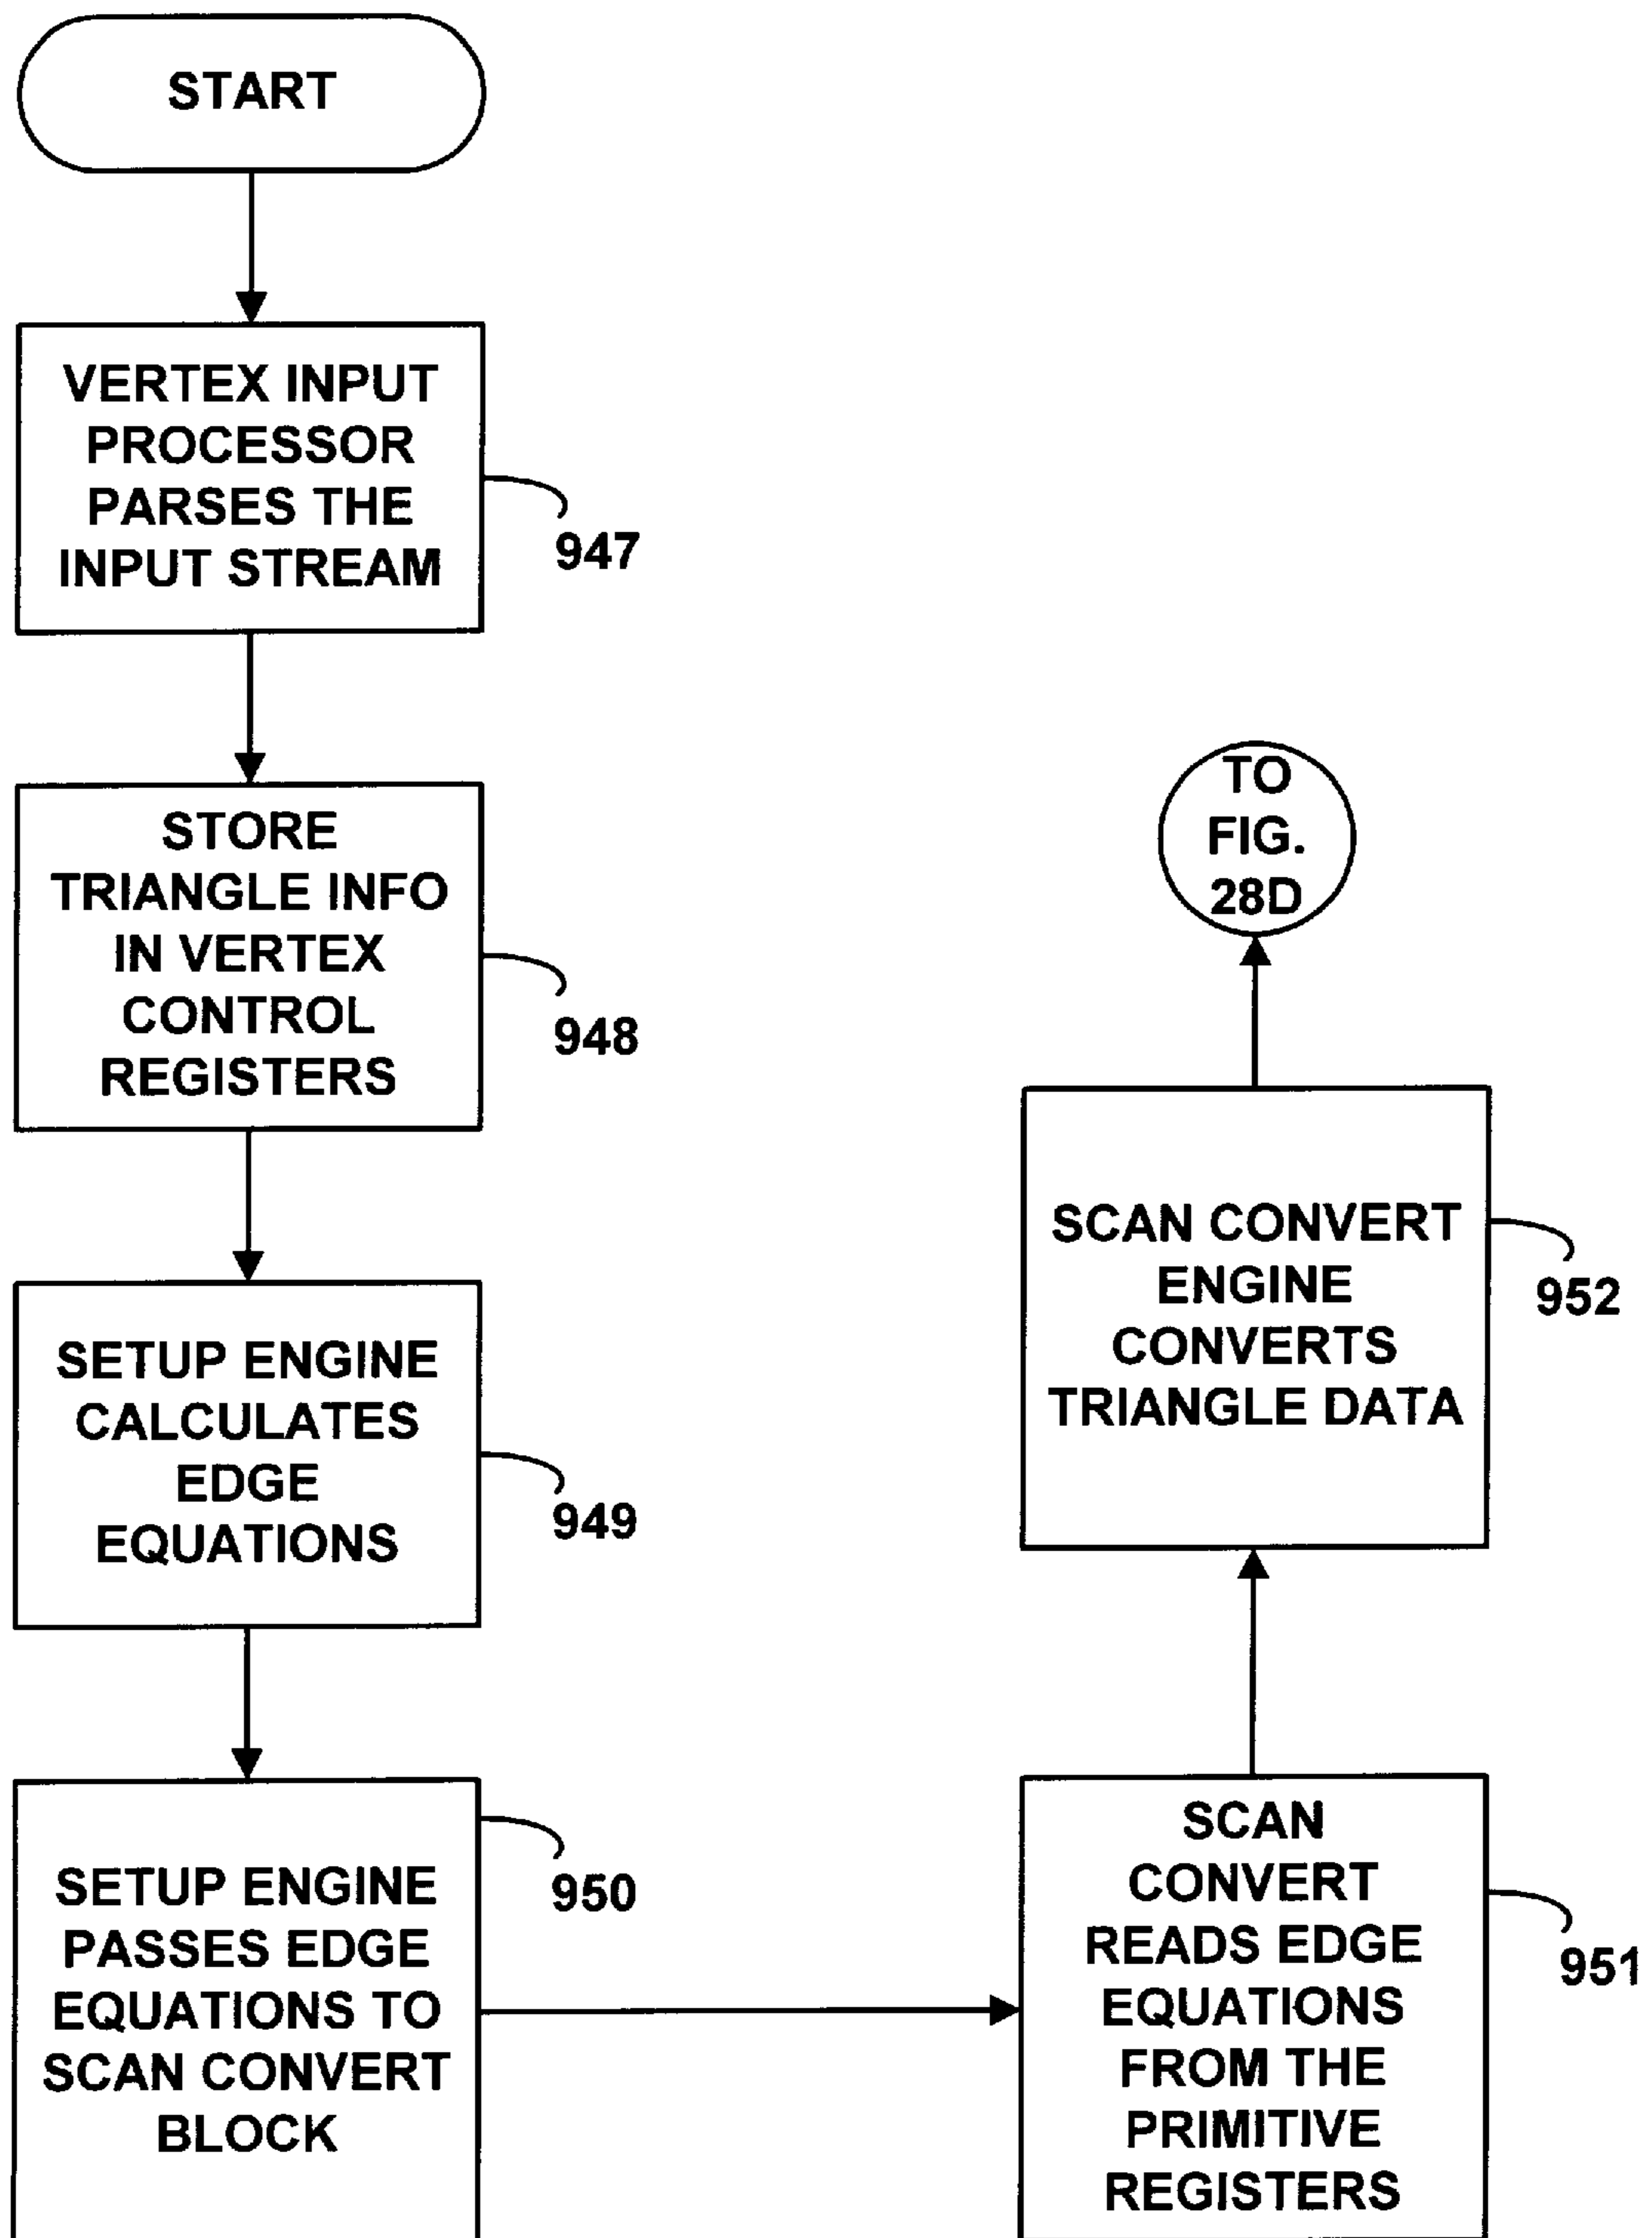 START
VERTEX INPUT
PROCESSOR
PARSES THE
INPUT STREAM
947
STORE
TRIANGLE INFO
IN VERTEX
CONTROL
REGISTERS
948
SETUP ENGINE
CALCULATES
EDGE
EQUATIONS
949
SETUP ENGINE
PASSES EDGE
EQUATIONS TO
SCAN CONVERT
BLOCK
950
SCAN
CONVERT
READS EDGE
EQUATIONS
FROM THE
PRIMITIVE
REGISTERS
951
SCAN CONVERT
ENGINE
CONVERTS
TRIANGLE DATA
952
TO
FIG.
28D